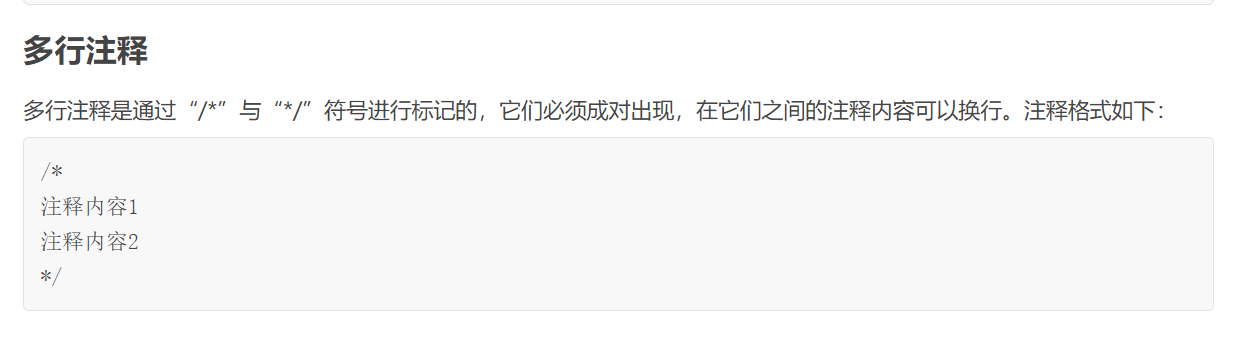 多行注释
多行注释是通过“/*”与“*/”符号进行标记的，它们必须成对出现，在它们之间的注释内容可以换行。注释格式如下：
/*
注释内容1
注释内容2
*/